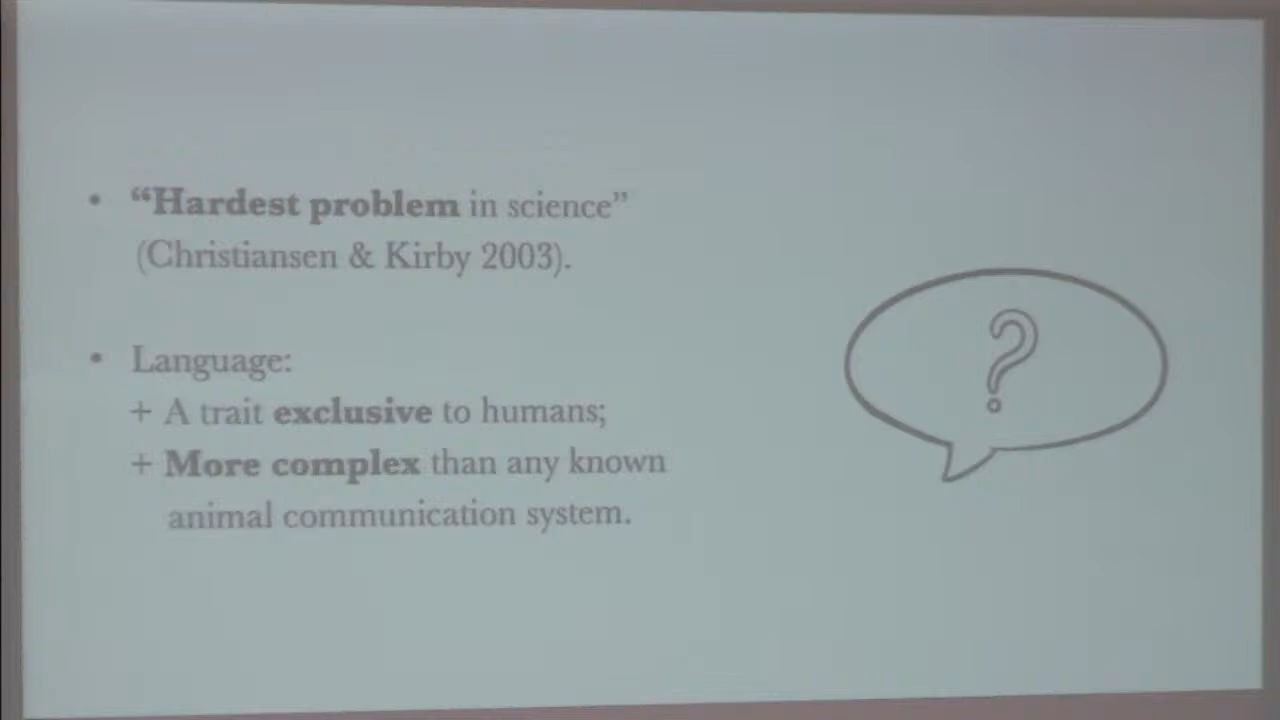 • “Hardest problem in science”
(Christiansen & Kirby 2003).
• Language:
+ A trait exclusive to humans;
+ More complex than any known
animal communication system.
?